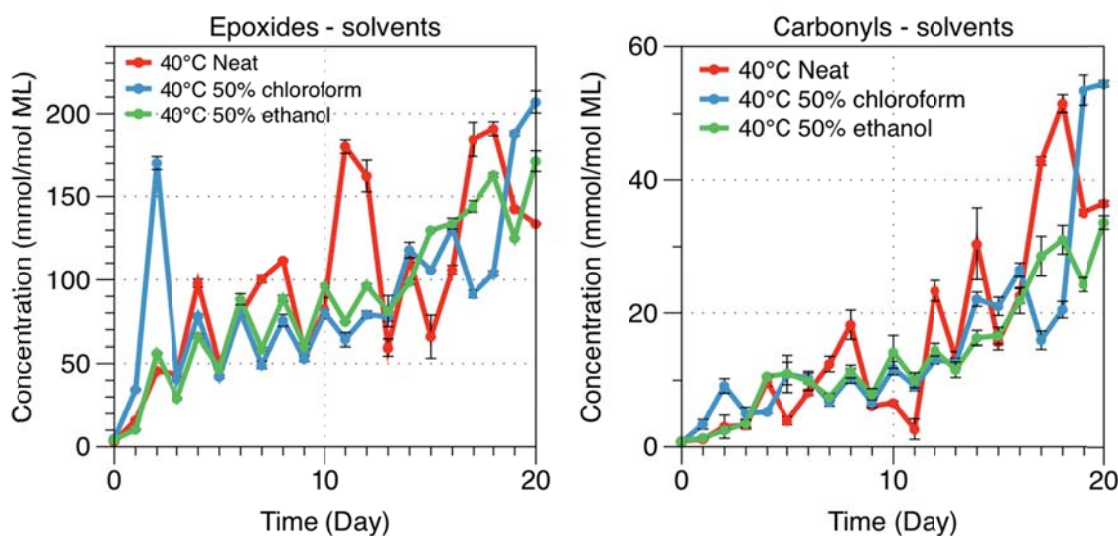 Epoxides - solvents
Concentration (mmol/mol ML)
200
150
100
50
0
40°C Neat
40°C 50% chloroform
40°C 50% ethanol
0
10
20
Time (Day)
Carbonyls - solvents
Concentration (mmol/mol ML)
60
40
20
0
40°C Neat
40°C 50% chloroform
40°C 50% ethanol
0
10
20
Time (Day)